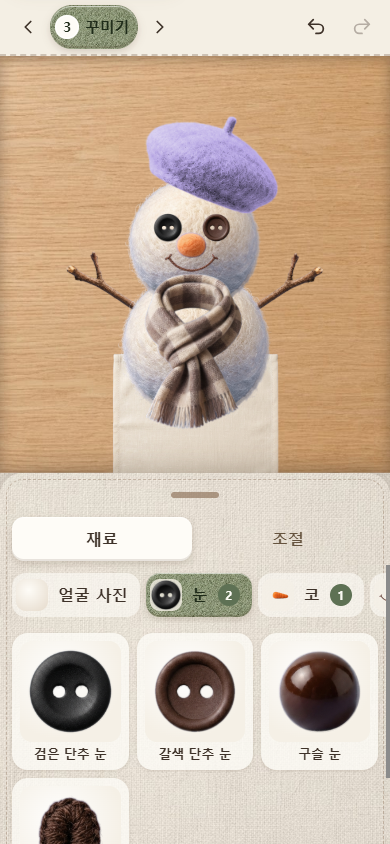 3 꾸미기
재료 조절
얼굴 사진 눈 2 코 1
검은 단추 눈 갈색 단추 눈 구슬 눈